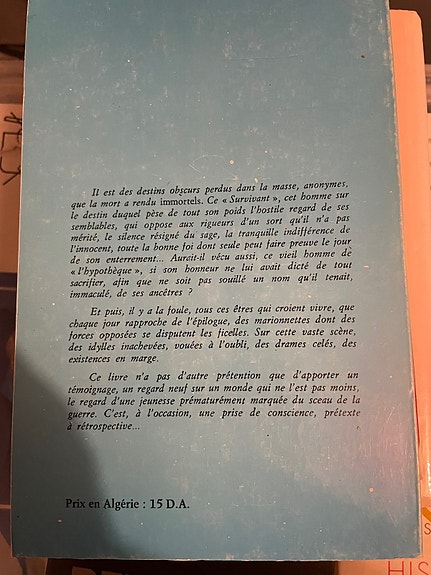 Il est des destins obscurs perdus dans la masse, anonymes,
que la mort a rendu immortels. Ce « Survivant », cet homme sur
le destin duquel pèse de tout son poids l'hostile regard de ses
semblables, qui oppose aux rigueurs d'un sort qu'il n'a pas
mérité, le silence résigné du sage, la tranquille indifférence de
l'innocent, toute la bonne foi dont seule peut faire preuve le jour
de son enterrement... Aurait-il vécu aussi, ce vieil homme de
« l'hypothèque », si son honneur ne lui avait dicté de tout
sacrifier, afin que ne soit pas souillé un nom qu'il tenait,
immaculé, de ses ancêtres ?
Et puis, il y a la foule, tous ces êtres qui croient vivre, que
chaque jour rapproche de l'épilogue, des marionnettes dont des
forces opposées se disputent les ficelles. Sur cette vaste scène,
des idylles inachevées, vouées à l'oubli, des drames celés, des
existences en marge.
Ce livre n'a pas d'autre prétention que d'apporter un
témoignage, un regard neuf sur un monde qui ne l'est pas moins,
le regard d'une jeunesse prématurément marquée du sceau de la
guerre. C'est, à l'occasion, une prise de conscience, prétexte
à rétrospective...
Prix en Algérie : 15 D.A.
S
HIS